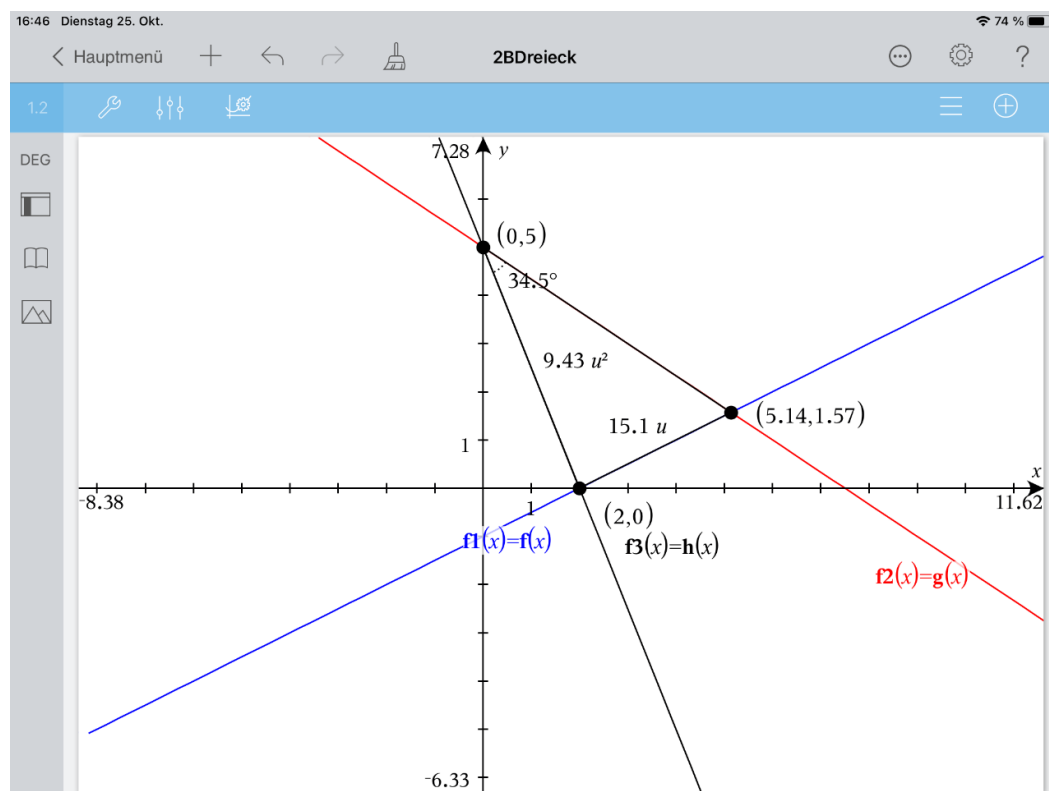 16:46 Dienstag 25. Okt.
74 %
Hauptmenü
2BDreieck
?
1.2
DEG
7.28
y
(0,5)
34.5°
9.43 u²
15.1 u
(5.14,1.57)
1
x
-8.38
1
11.62
(2,0)
f1(x)=f(x)
f3(x)=h(x)
f2(x)=g(x)
-6.33